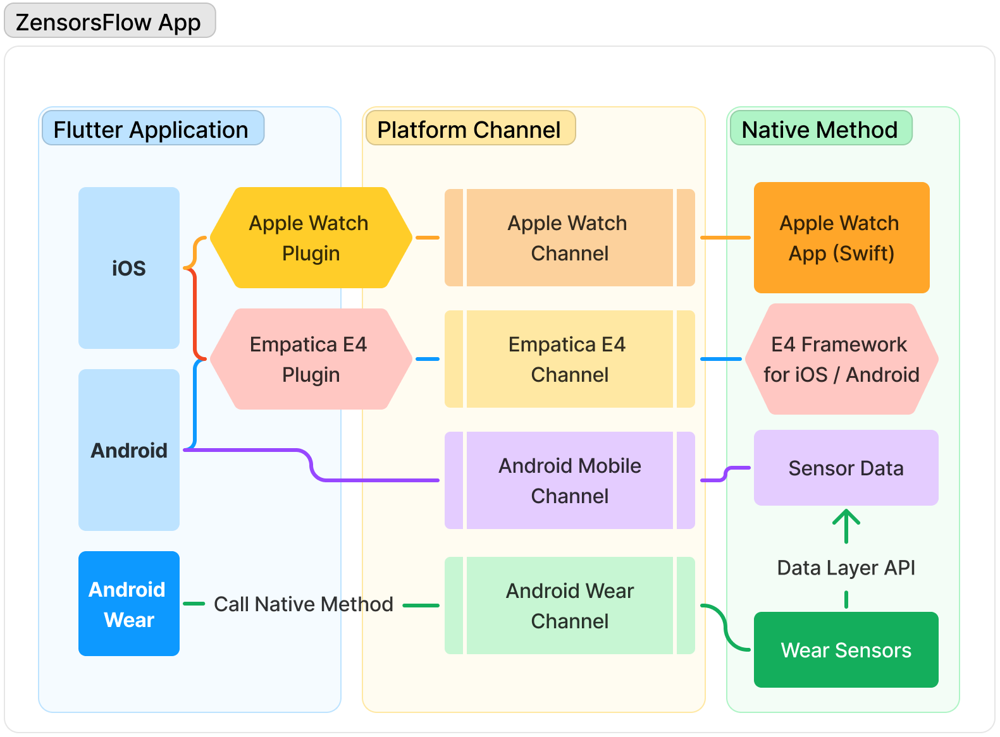 ZensorsFlow App
Flutter Application
Platform Channel
Native Method
iOS
Apple Watch
Plugin
Apple Watch
Channel
Apple Watch
App (Swift)
Empatica E4
Plugin
Empatica E4
Channel
E4 Framework
for iOS / Android
Android
Android Mobile
Channel
Sensor Data
Data Layer API
Android
Wear
Call Native Method
Android Wear
Channel
Wear Sensors